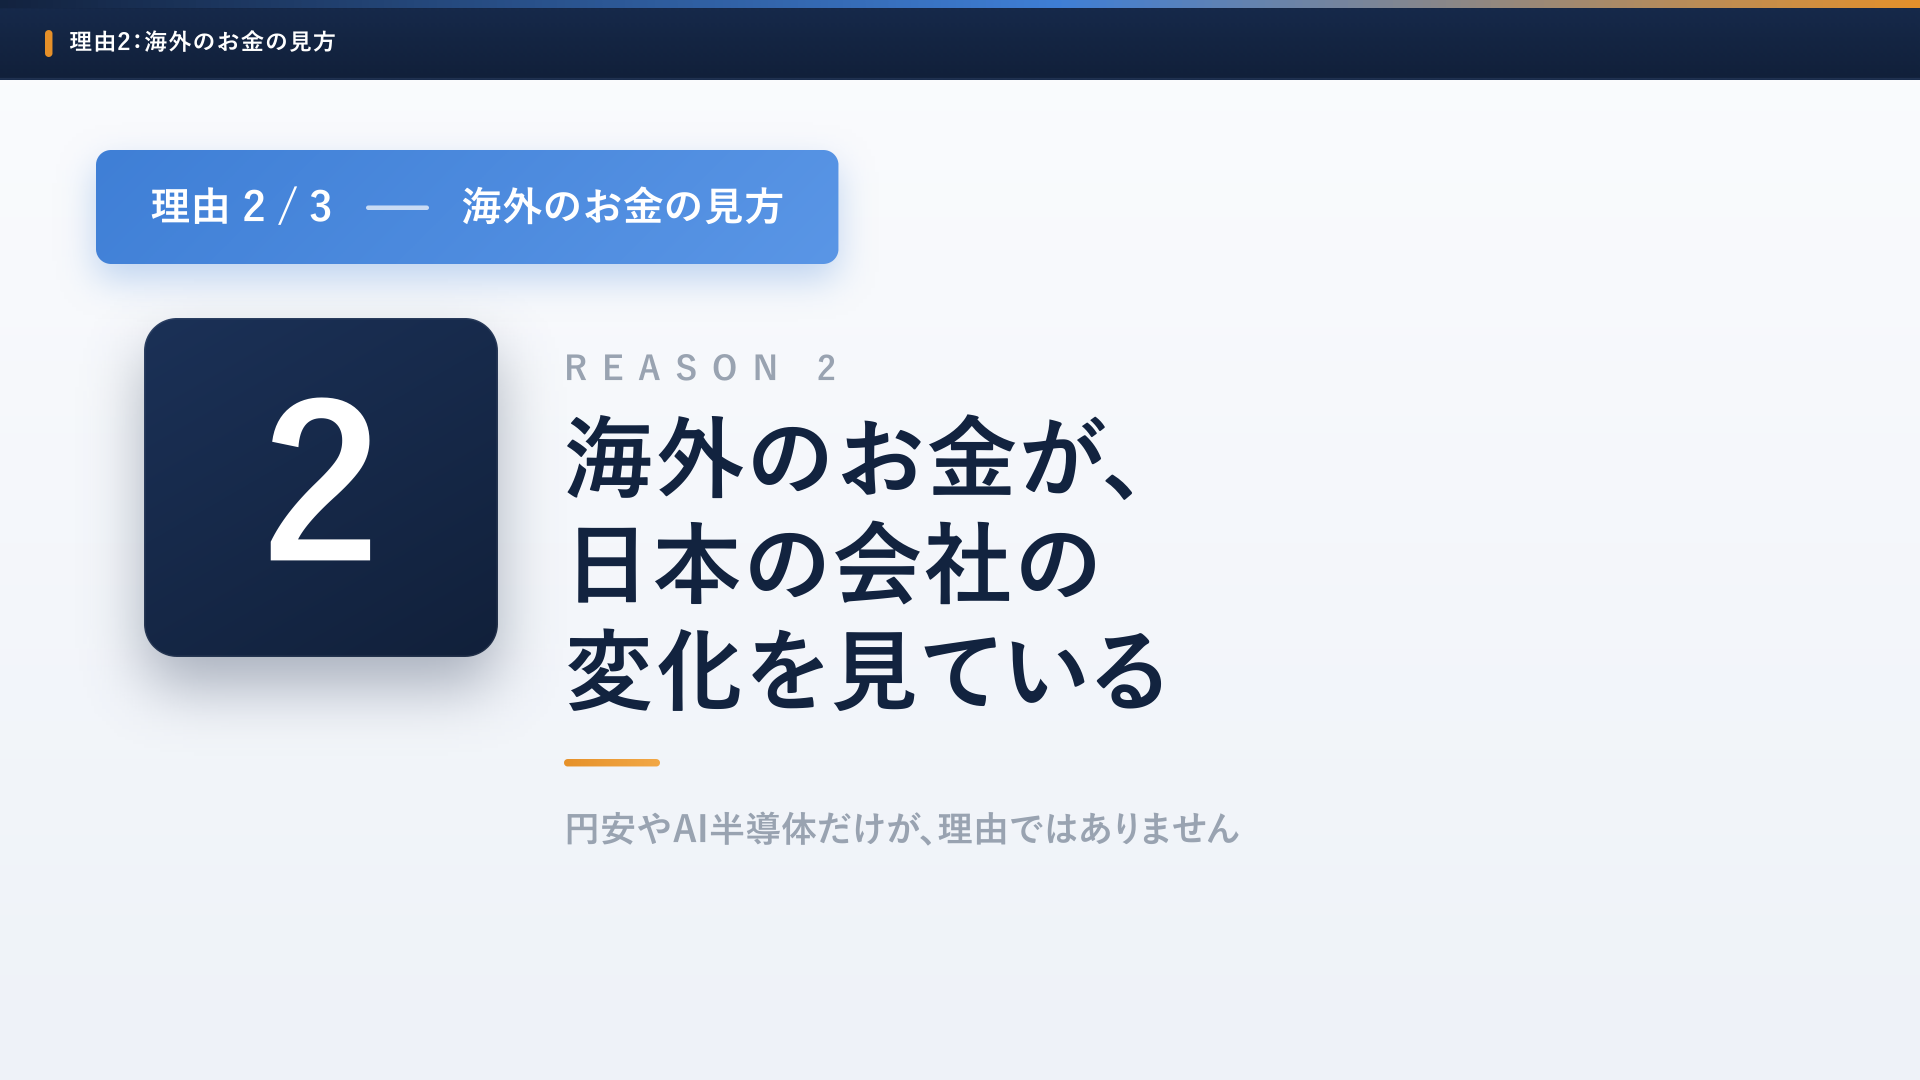 理由2：海外のお金の見方
理由 2 / 3 — 海外のお金の見方
2
REASON 2
海外のお金が、
日本の会社の
変化を見ている
円安やAI半導体だけが、理由ではありません